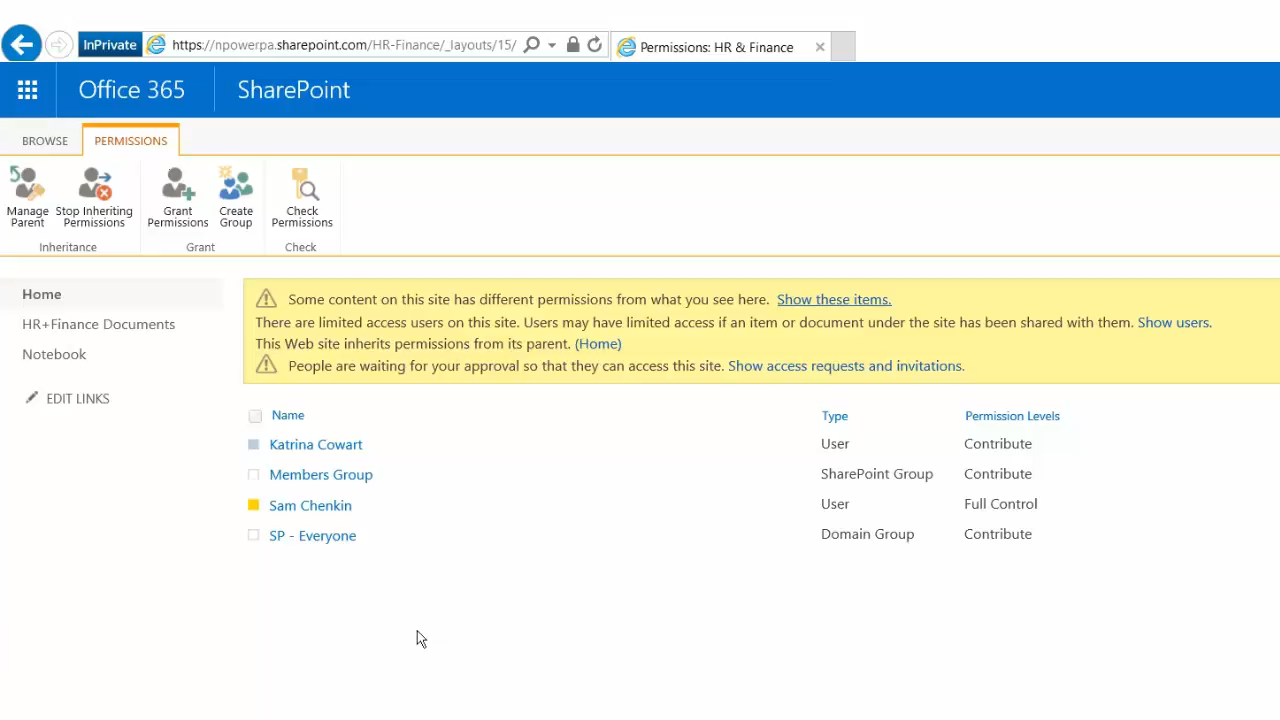 InPrivate https://npowerpa.sharepoint.com/HR-Finance/_layouts/15/ Permissions: HR & Finance
Office 365 SharePoint
BROWSE PERMISSIONS
Manage Parent
Stop Inheriting Permissions
Grant Permissions
Create Group
Check Permissions
Inheritance Grant Check
Home
HR+Finance Documents
Notebook
EDIT LINKS
Some content on this site has different permissions from what you see here. Show these items.
There are limited access users on this site. Users may have limited access if an item or document under the site has been shared with them. Show users.
This Web site inherits permissions from its parent. (Home)
People are waiting for your approval so that they can access this site. Show access requests and invitations.
Name Type Permission Levels
Katrina Cowart User Contribute
Members Group SharePoint Group Contribute
Sam Chenkin User Full Control
SP - Everyone Domain Group Contribute